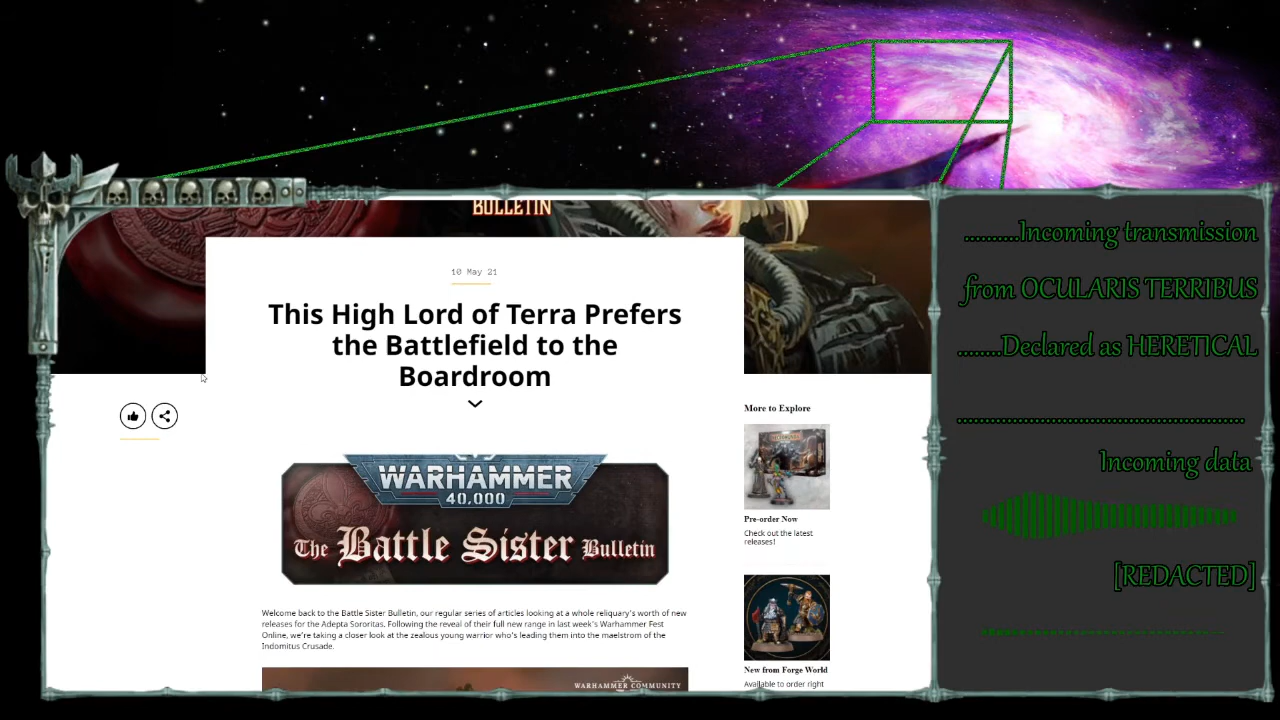 BULLETIN
10 May 21
This High Lord of Terra Prefers
the Battlefield to the
Boardroom
WARHAMMER
40,000
The Battle Sister Bulletin
Welcome back to the Battle Sister Bulletin, our regular series of articles looking at a whole reliquary's worth of new
releases for the Adepta Sororitas. Following the reveal of their full new range in last week's Warhammer Fest
Online, we're taking a closer look at the zealous young warrior who's leading them into the maelstrom of the
Indomitus Crusade.
WARHAMMER COMMUNITY
More to Explore
Pre-order Now
Check out the latest
releases!
New from Forge World
Available to order right
..........Incoming transmission
from OCULARIS TERRIBUS
........Declared as HERETICAL
.....................................................
Incoming data
[REDACTED]